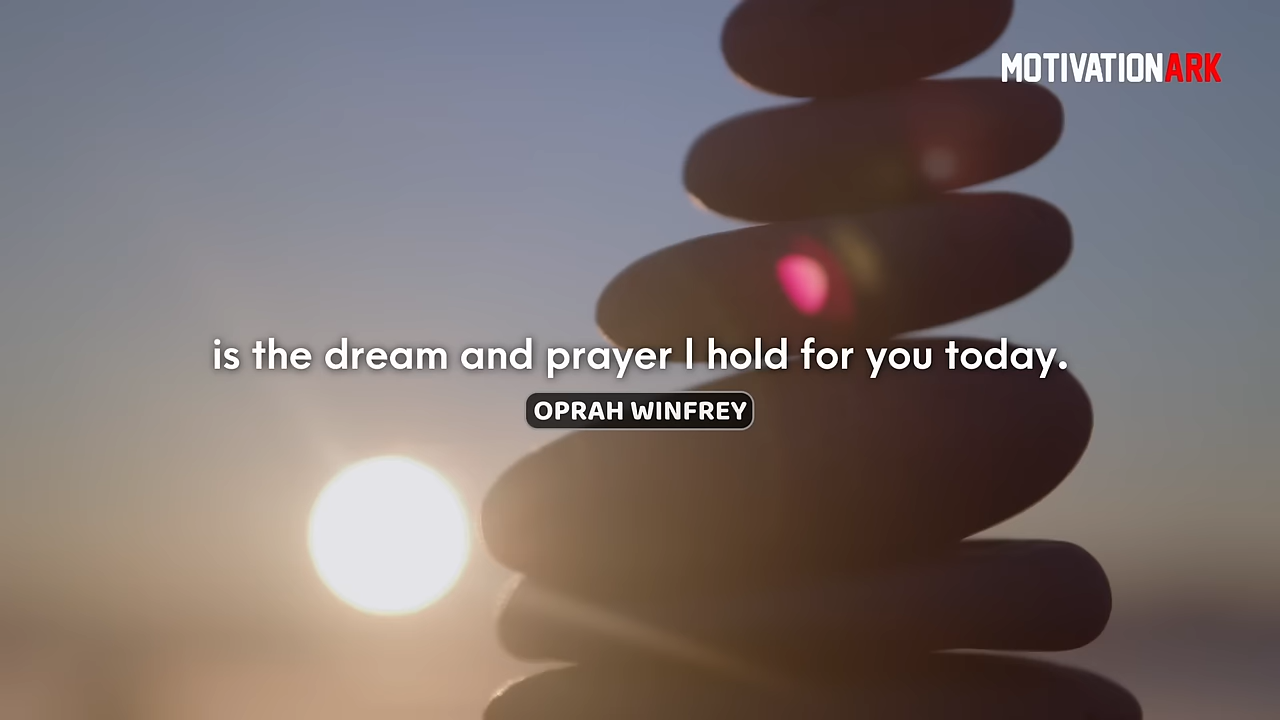 MOTIVATIONARK
is the dream and prayer I hold for you today.
OPRAH WINFREY